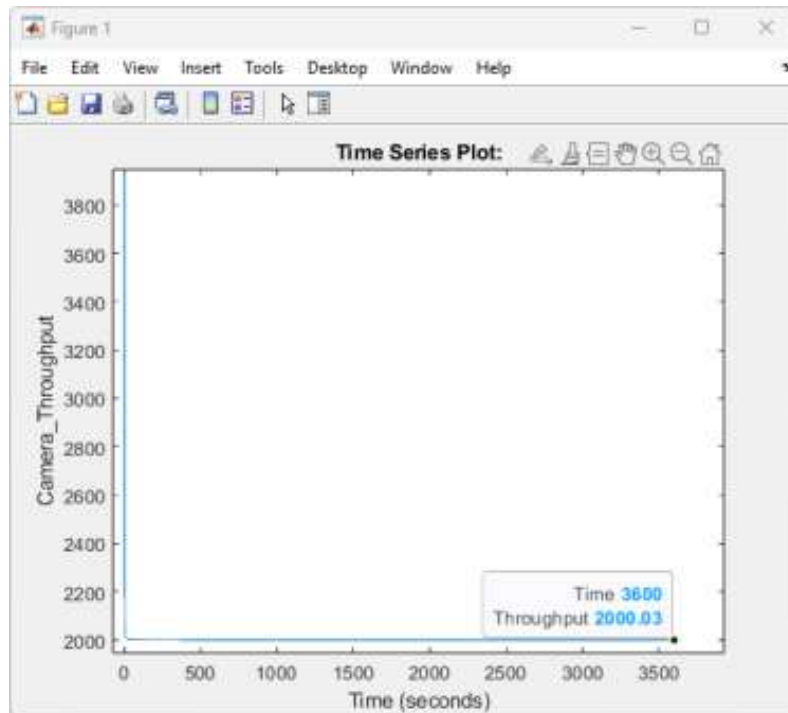 Figure 1
File Edit View Insert Tools Desktop Window Help
Time Series Plot:
3800
3600
3400
3200
3000
2800
2600
2400
2200
2000
Camera_Throughput
Time 3600
Throughput 2000.03
0 500 1000 1500 2000 2500 3000 3500
Time (seconds)